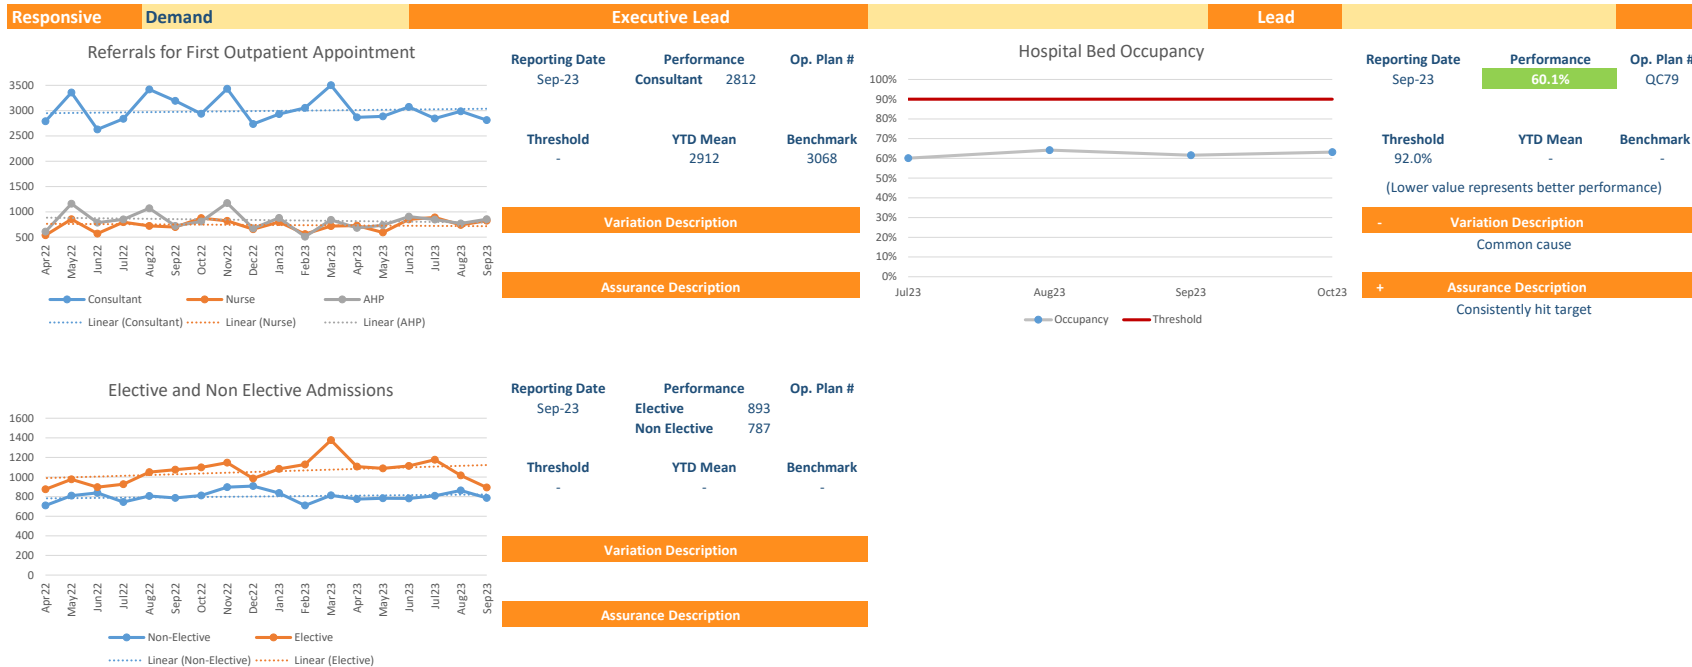 Responsive Demand Executive Lead Lead
Referrals for First Outpatient Appointment
3500
3000
2500
2000
1500
1000
500
Apr22 May22 Jun22 Jul22 Aug22 Sep22 Oct22 Nov22 Dec22 Jan23 Feb23 Mar23 Apr23 May23 Jun23 Jul23 Aug23 Sep23
Consultant Nurse AHP
Linear (Consultant) Linear (Nurse) Linear (AHP)
Reporting Date Performance Op. Plan #
Sep-23 Consultant 2812
Threshold YTD Mean Benchmark
- 2912 3068
Variation Description
Assurance Description
Hospital Bed Occupancy
100%
90%
80%
70%
60%
50%
40%
30%
20%
10%
0%
Jul23 Aug23 Sep23 Oct23
Occupancy Threshold
Reporting Date Performance Op. Plan #
Sep-23 60.1% QC79
Threshold YTD Mean Benchmark
92.0% - -
(Lower value represents better performance)
- Variation Description
Common cause
+ Assurance Description
Consistently hit target
Elective and Non Elective Admissions
1600
1400
1200
1000
800
600
400
200
0
Apr22 May22 Jun22 Jul22 Aug22 Sep22 Oct22 Nov22 Dec22 Jan23 Feb23 Mar23 Apr23 May23 Jun23 Jul23 Aug23 Sep23
Non-Elective Elective
Linear (Non-Elective) Linear (Elective)
Reporting Date Performance Op. Plan #
Sep-23 Elective 893
Non Elective 787
Threshold YTD Mean Benchmark
- - -
Variation Description
Assurance Description